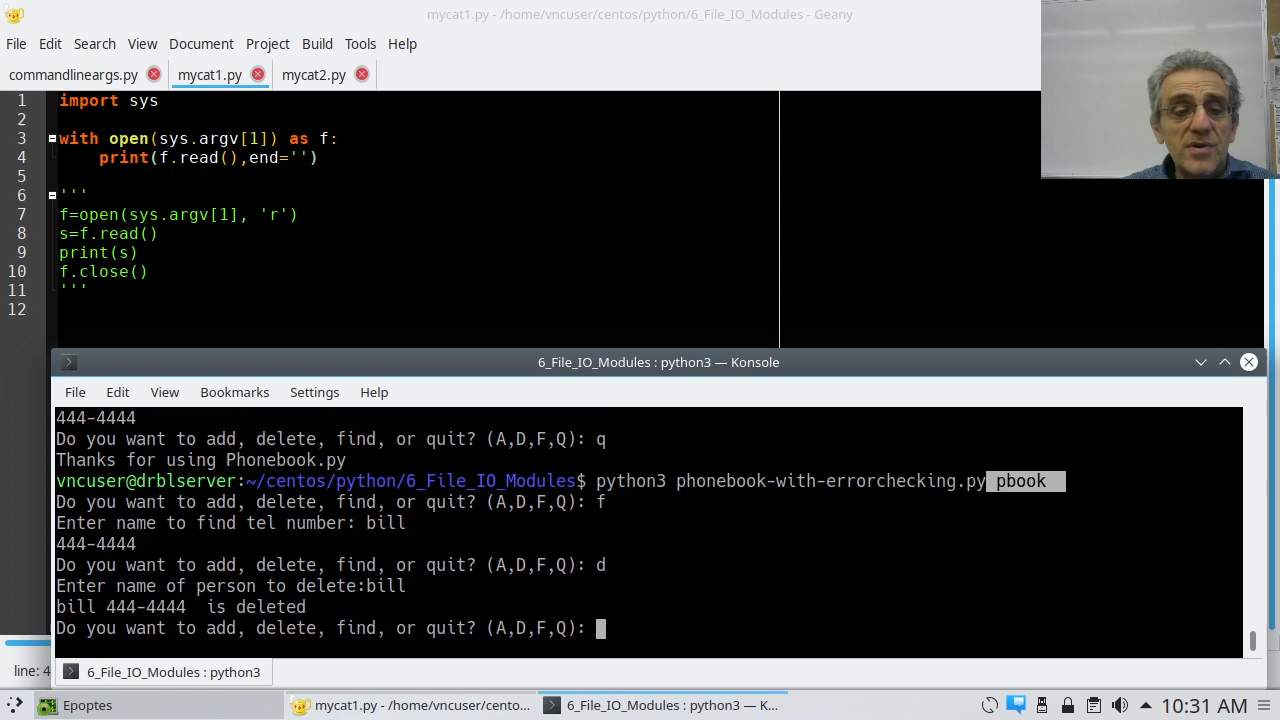 mycat1.py - /home/vncuser/centos/python/6_File_IO_Modules - Geany
File Edit Search View Document Project Build Tools Help
commandlineargs.py mycat1.py mycat2.py
1 import sys
2
3 with open(sys.argv[1]) as f:
4 print(f.read(),end='')
5
6 '''
7 f=open(sys.argv[1], 'r')
8 s=f.read()
9 print(s)
10 f.close()
11 '''
12
6_File_IO_Modules : python3 — Konsole
File Edit View Bookmarks Settings Help
444-4444
Do you want to add, delete, find, or quit? (A,D,F,Q): q
Thanks for using Phonebook.py
vncuser@drblserver:~/centos/python/6_File_IO_Modules$ python3 phonebook-with-errorchecking.py pbook
Do you want to add, delete, find, or quit? (A,D,F,Q): f
Enter name to find tel number: bill
444-4444
Do you want to add, delete, find, or quit? (A,D,F,Q): d
Enter name of person to delete:bill
bill 444-4444  is deleted
Do you want to add, delete, find, or quit? (A,D,F,Q):
line: 4
6_File_IO_Modules : python3
Epoptes
mycat1.py - /home/vncuser/cento...
6_File_IO_Modules : python3 — K...
10:31 AM